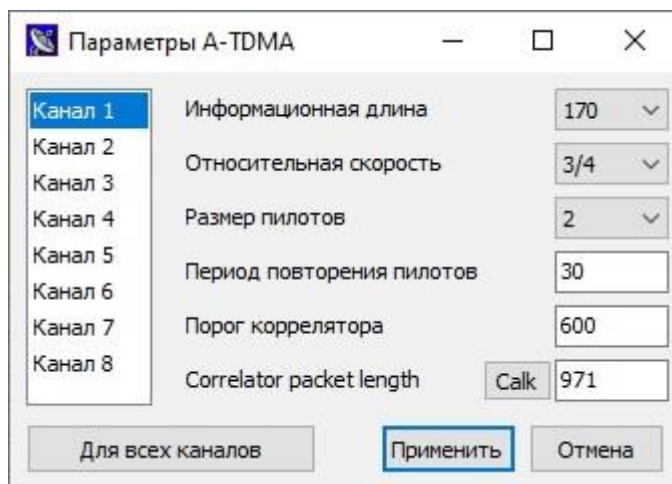 Параметры A-TDMA
Канал 1
Канал 2
Канал 3
Канал 4
Канал 5
Канал 6
Канал 7
Канал 8
Информационная длина 170
Относительная скорость 3/4
Размер пилотов 2
Период повторения пилотов 30
Порог коррелятора 600
Correlator packet length Calk 971
Для всех каналов Применить Отмена